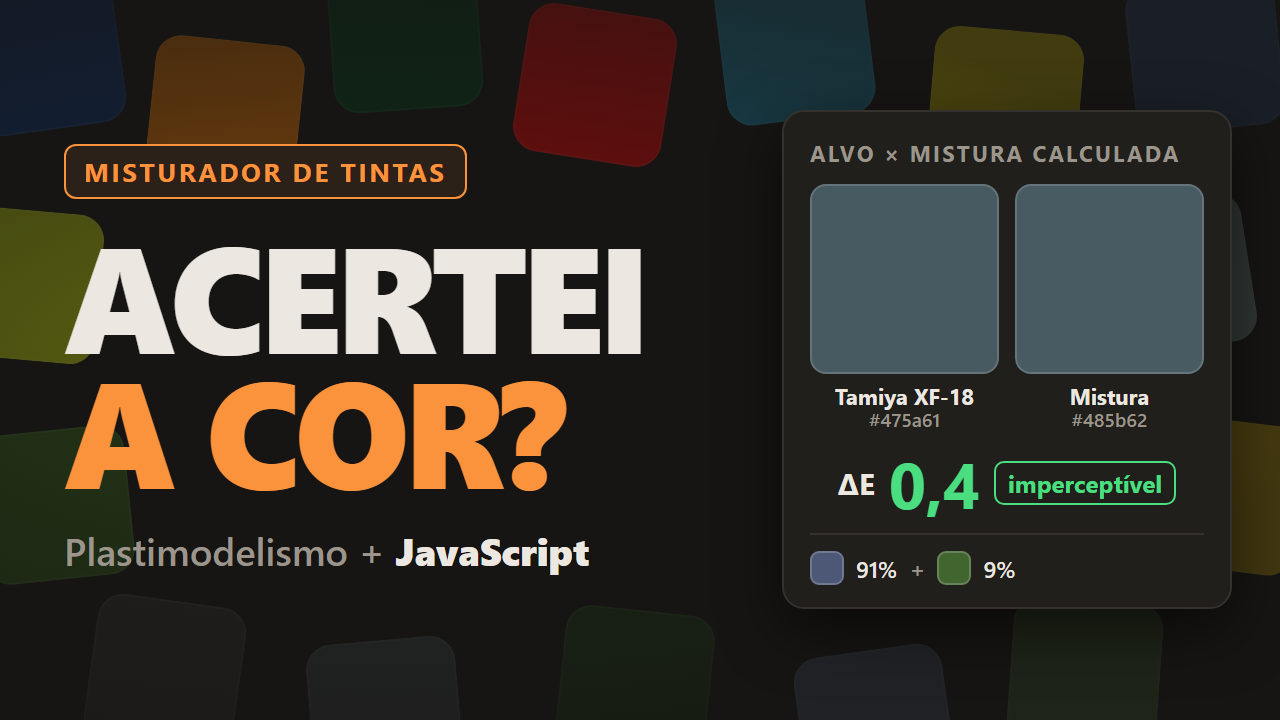 MISTURADOR DE TINTAS
ACERTEI
A COR?
Plastimodelismo + JavaScript
ALVO × MISTURA CALCULADA
Tamiya XF-18
#475a61
Mistura
#485b62
ΔE 0,4 imperceptível
91% + 9%